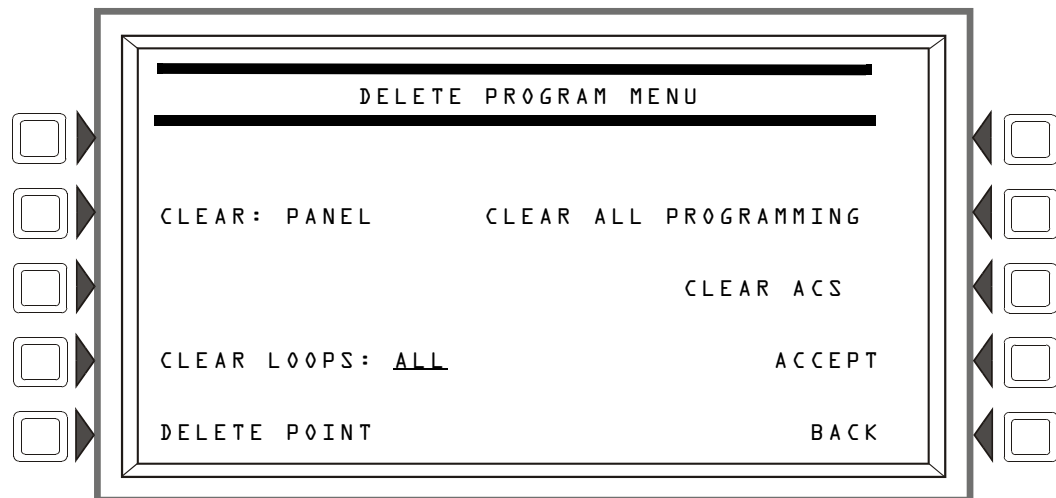 DELETE PROGRAM MENU
CLEAR: PANEL CLEAR ALL PROGRAMMING
CLEAR ACS
CLEAR LOOPS: ALL ACCEPT
DELETE POINT BACK